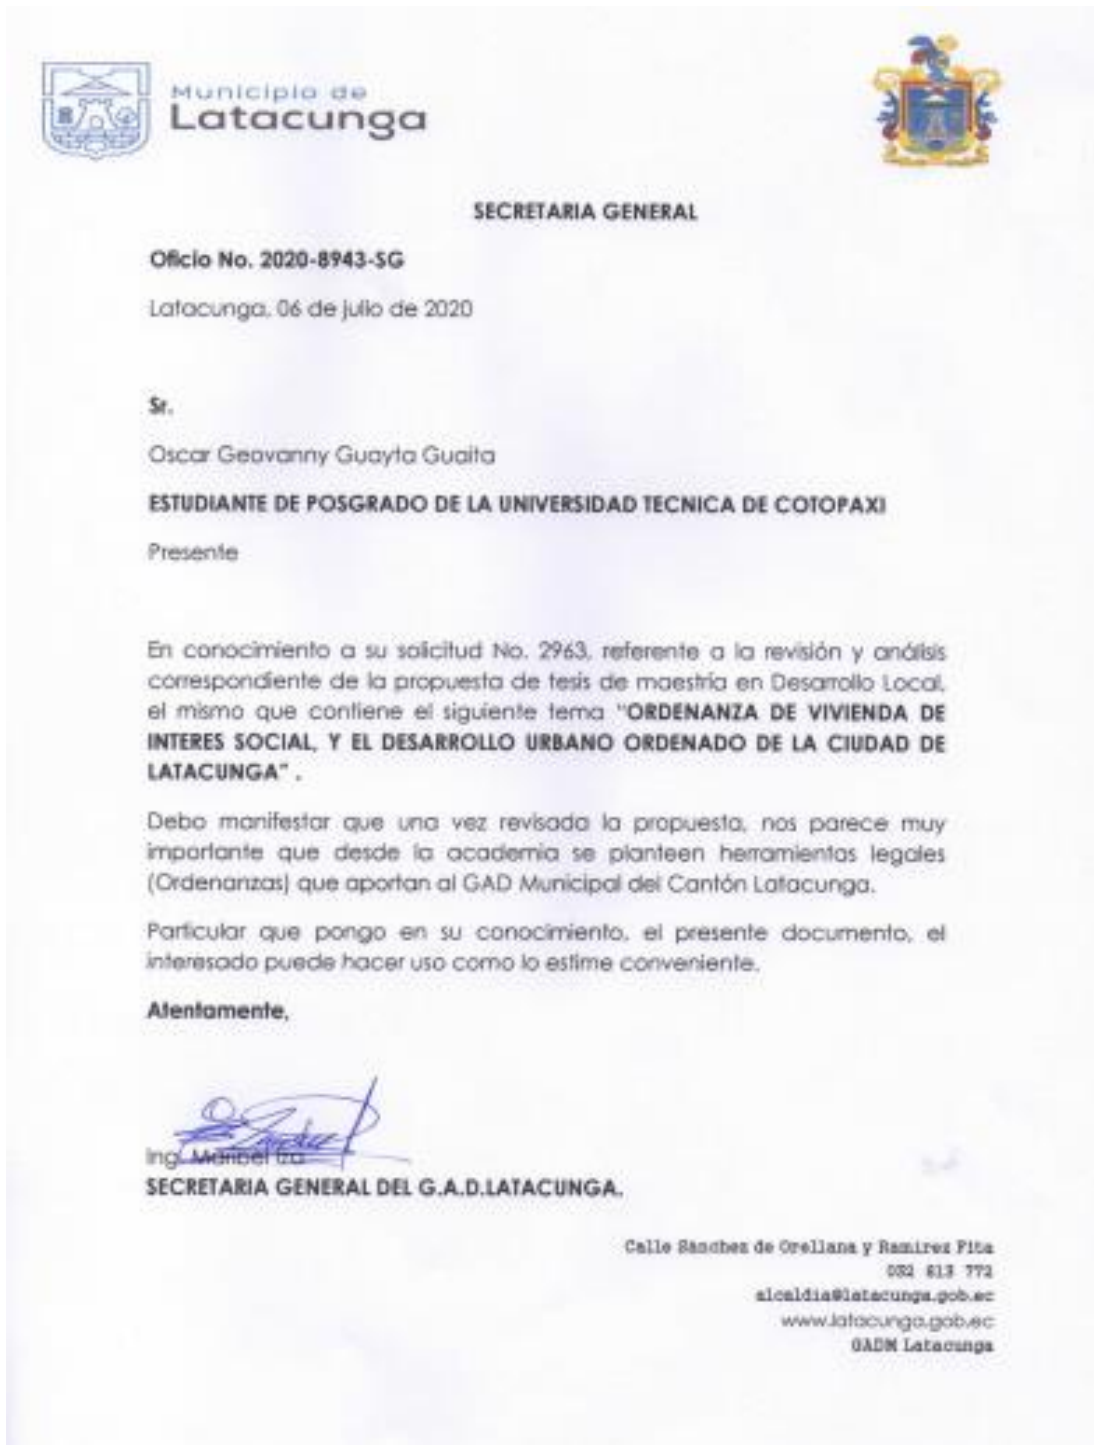 Municipio de
Latacunga
SECRETARIA GENERAL
Oficio No. 2020-8943-SG
Latacunga, 06 de julio de 2020
Sr.
Oscar Geovanny Guayta Guaita
ESTUDIANTE DE POSGRADO DE LA UNIVERSIDAD TECNICA DE COTOPAXI
Presente
En conocimiento a su solicitud No. 2963, referente a la revisión y análisis
correspondiente de la propuesta de tesis de maestría en Desarrollo Local,
el mismo que contiene el siguiente tema "ORDENANZA DE VIVIENDA DE
INTERES SOCIAL, Y EL DESARROLLO URBANO ORDENADO DE LA CIUDAD DE
LATACUNGA" .
Debo manifestar que una vez revisada la propuesta, nos parece muy
importante que desde la academia se planteen herramientas legales
(Ordenanzas) que aportan al GAD Municipal del Cantón Latacunga.
Particular que pongo en su conocimiento, el presente documento, el
interesado puede hacer uso como lo estime conveniente.
Atentamente,
Ing. Maribel Iza
SECRETARIA GENERAL DEL G.A.D.LATACUNGA.
Calle Sánchez de Orellana y Ramirez Fita
032 813 772
alcaldia@latacunga.gob.ec
www.latacunga.gob.ec
GADM Latacunga